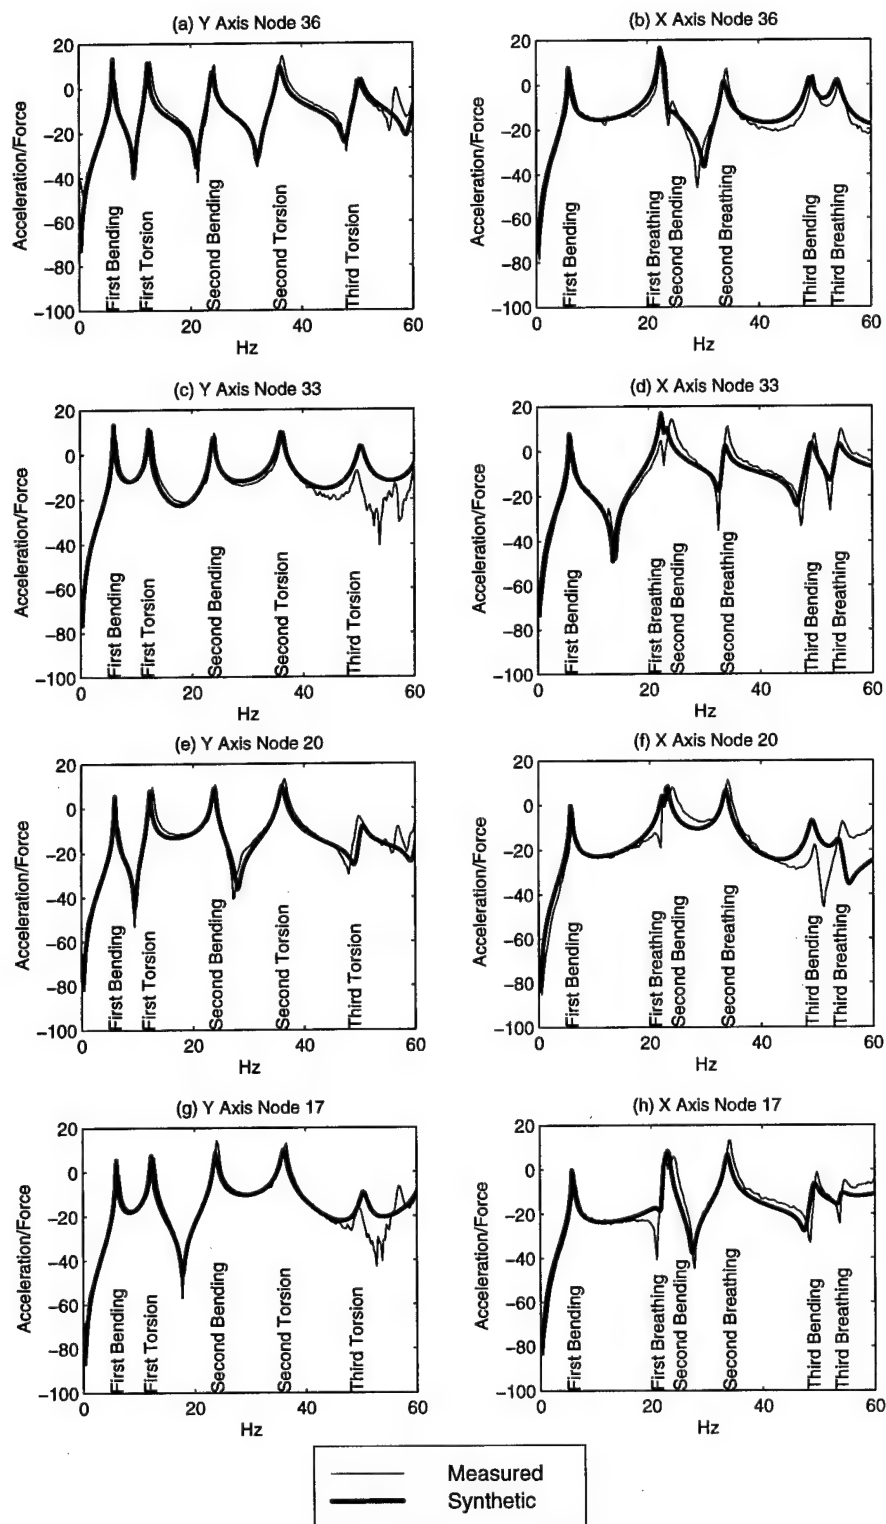 (a) Y Axis Node 36
Acceleration/Force
20
0
−20
−40
−60
−80
−100
First Bending
First Torsion
Second Bending
Second Torsion
Third Torsion
0 20 40 60
Hz
(b) X Axis Node 36
Acceleration/Force
20
0
−20
−40
−60
−80
−100
First Bending
First Breathing
Second Bending
Second Breathing
Third Bending
Third Breathing
0 20 40 60
Hz
(c) Y Axis Node 33
Acceleration/Force
20
0
−20
−40
−60
−80
−100
First Bending
First Torsion
Second Bending
Second Torsion
Third Torsion
0 20 40 60
Hz
(d) X Axis Node 33
Acceleration/Force
20
0
−20
−40
−60
−80
−100
First Bending
First Breathing
Second Bending
Second Breathing
Third Bending
Third Breathing
0 20 40 60
Hz
(e) Y Axis Node 20
Acceleration/Force
20
0
−20
−40
−60
−80
−100
First Bending
First Torsion
Second Bending
Second Torsion
Third Torsion
0 20 40 60
Hz
(f) X Axis Node 20
Acceleration/Force
20
0
−20
−40
−60
−80
−100
First Bending
First Breathing
Second Bending
Second Breathing
Third Bending
Third Breathing
0 20 40 60
Hz
(g) Y Axis Node 17
Acceleration/Force
20
0
−20
−40
−60
−80
−100
First Bending
First Torsion
Second Bending
Second Torsion
Third Torsion
0 20 40 60
Hz
(h) X Axis Node 17
Acceleration/Force
20
0
−20
−40
−60
−80
−100
First Bending
First Breathing
Second Bending
Second Breathing
Third Bending
Third Breathing
0 20 40 60
Hz
Measured
Synthetic